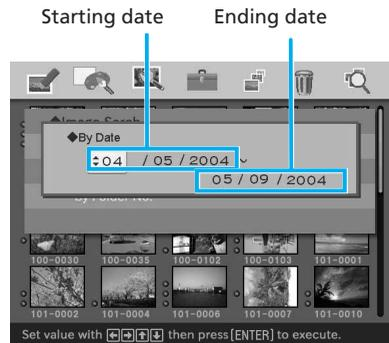 Starting date Ending date
◆Image Serch
◆By Date
04 / 05 / 2004 ~
05 / 09 / 2004
By Folder No.
100-0030 100-0035 100-0102 100-0103 101-0001
101-0002 101-0004 101-0006 101-0007 101-0010
Set value with ←→↑↓ then press [ENTER] to execute.